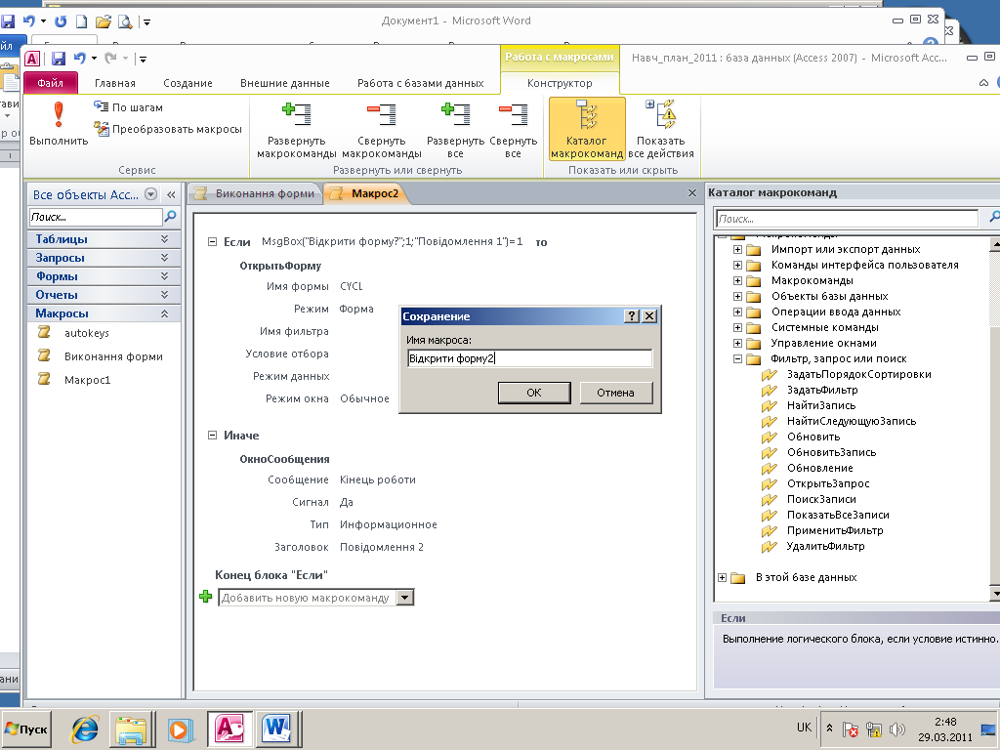 Документ1 - Microsoft Word
Работа с макросами
Навч_план_2011 : база данных (Access 2007) - Microsoft Acc...
Файл
Главная
Создание
Внешние данные
Работа с базами данных
Конструктор
Выполнить
По шагам
Преобразовать макросы
Сервис
Развернуть макрокоманды
Свернуть макрокоманды
Развернуть все
Свернуть все
Развернуть или свернуть
Каталог макрокоманд
Показать все действия
Показать или скрыть
Все объекты Acc...
Поиск...
Таблицы
Запросы
Формы
Отчеты
Макросы
autokeys
Виконання форми
Макрос1
Виконання форми
Макрос2
Если MsgBox("Відкрити форму?";1;"Повідомлення 1")=1 то
ОткрытьФорму
Имя формы CYCL
Режим Форма
Имя фильтра
Условие отбора
Режим данных
Режим окна Обычное
Иначе
ОкноСообщения
Сообщение Кінець роботи
Сигнал Да
Тип Информационное
Заголовок Повідомлення 2
Конец блока "Если"
Добавить новую макрокоманду
Сохранение
Имя макроса:
Відкрити форму2
ОК
Отмена
Каталог макрокоманд
Поиск...
Импорт или экспорт данных
Команды интерфейса пользователя
Макрокоманды
Объекты базы данных
Операции ввода данных
Системные команды
Управление окнами
Фильтр, запрос или поиск
ЗадатьПорядокСортировки
ЗадатьФильтр
НайтиЗапись
НайтиСледующуюЗапись
Обновить
ОбновитьЗапись
Обновление
ОткрытьЗапрос
ПоискЗаписи
ПоказатьВсеЗаписи
ПрименитьФильтр
УдалитьФильтр
В этой базе данных
Если
Выполнение логического блока, если условие истинно.
Пуск
UK
2:48
29.03.2011